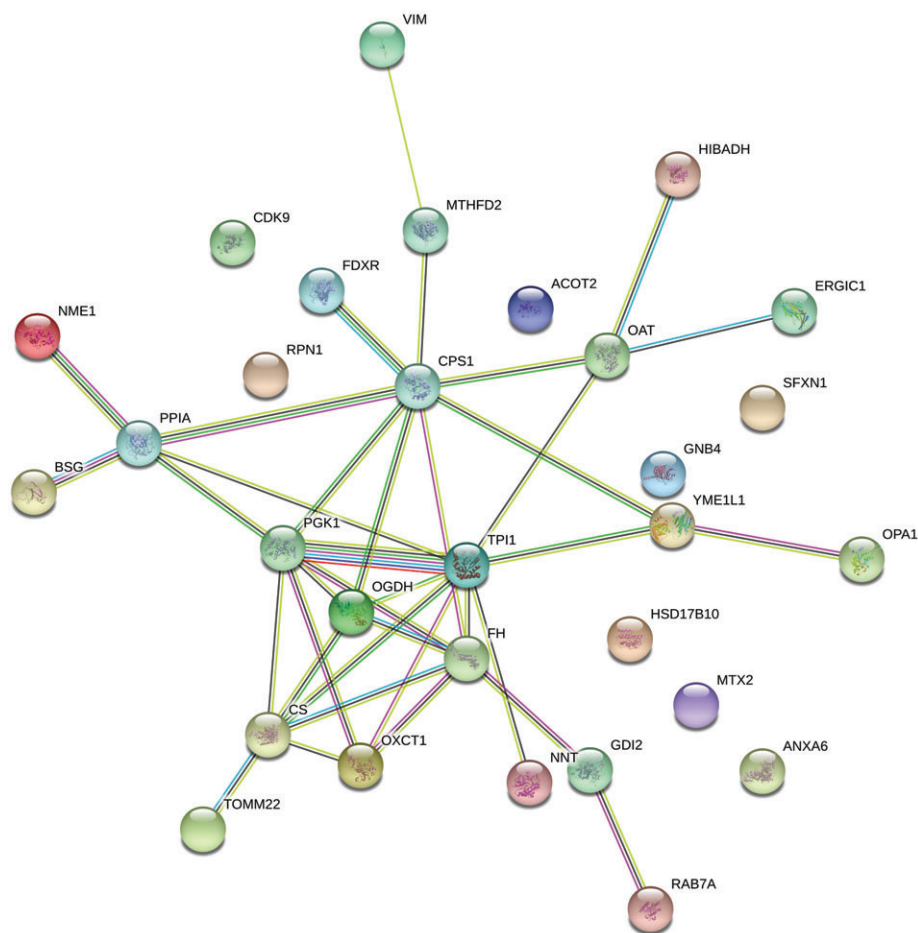 VIM
HIBADH
MTHFD2
CDK9
FDXR
ACOT2
ERGIC1
NME1
OAT
RPN1
CPS1
SFXN1
PPIA
GNB4
BSG
YME1L1
PGK1
TPI1
OPA1
OGDH
HSD17B10
FH
MTX2
CS
OXCT1
NNT
GDI2
ANXA6
TOMM22
RAB7A